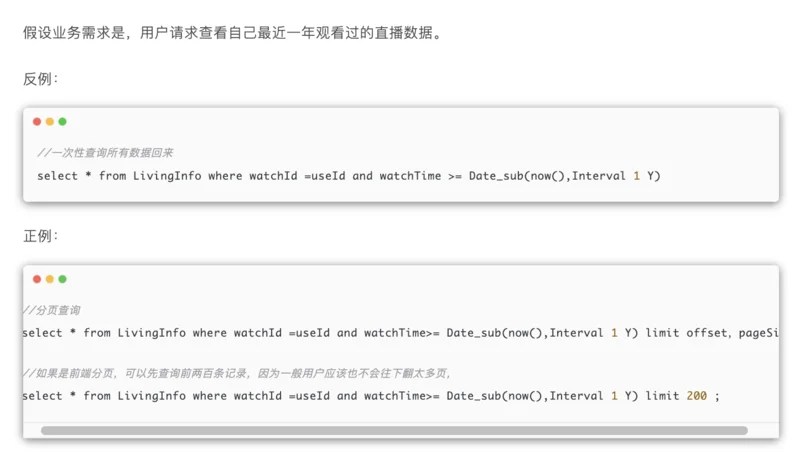 假设业务需求是，用户请求查看自己最近一年观看过的直播数据。
反例：
//一次性查询所有数据回来
select * from LivingInfo where watchId =useId and watchTime >= Date_sub(now(),Interval 1 Y)
正例：
//分页查询
select * from LivingInfo where watchId =useId and watchTime>= Date_sub(now(),Interval 1 Y) limit offset，pageSi
//如果是前端分页，可以先查询前两百条记录，因为一般用户应该也不会往下翻太多页，
select * from LivingInfo where watchId =useId and watchTime>= Date_sub(now(),Interval 1 Y) limit 200 ;